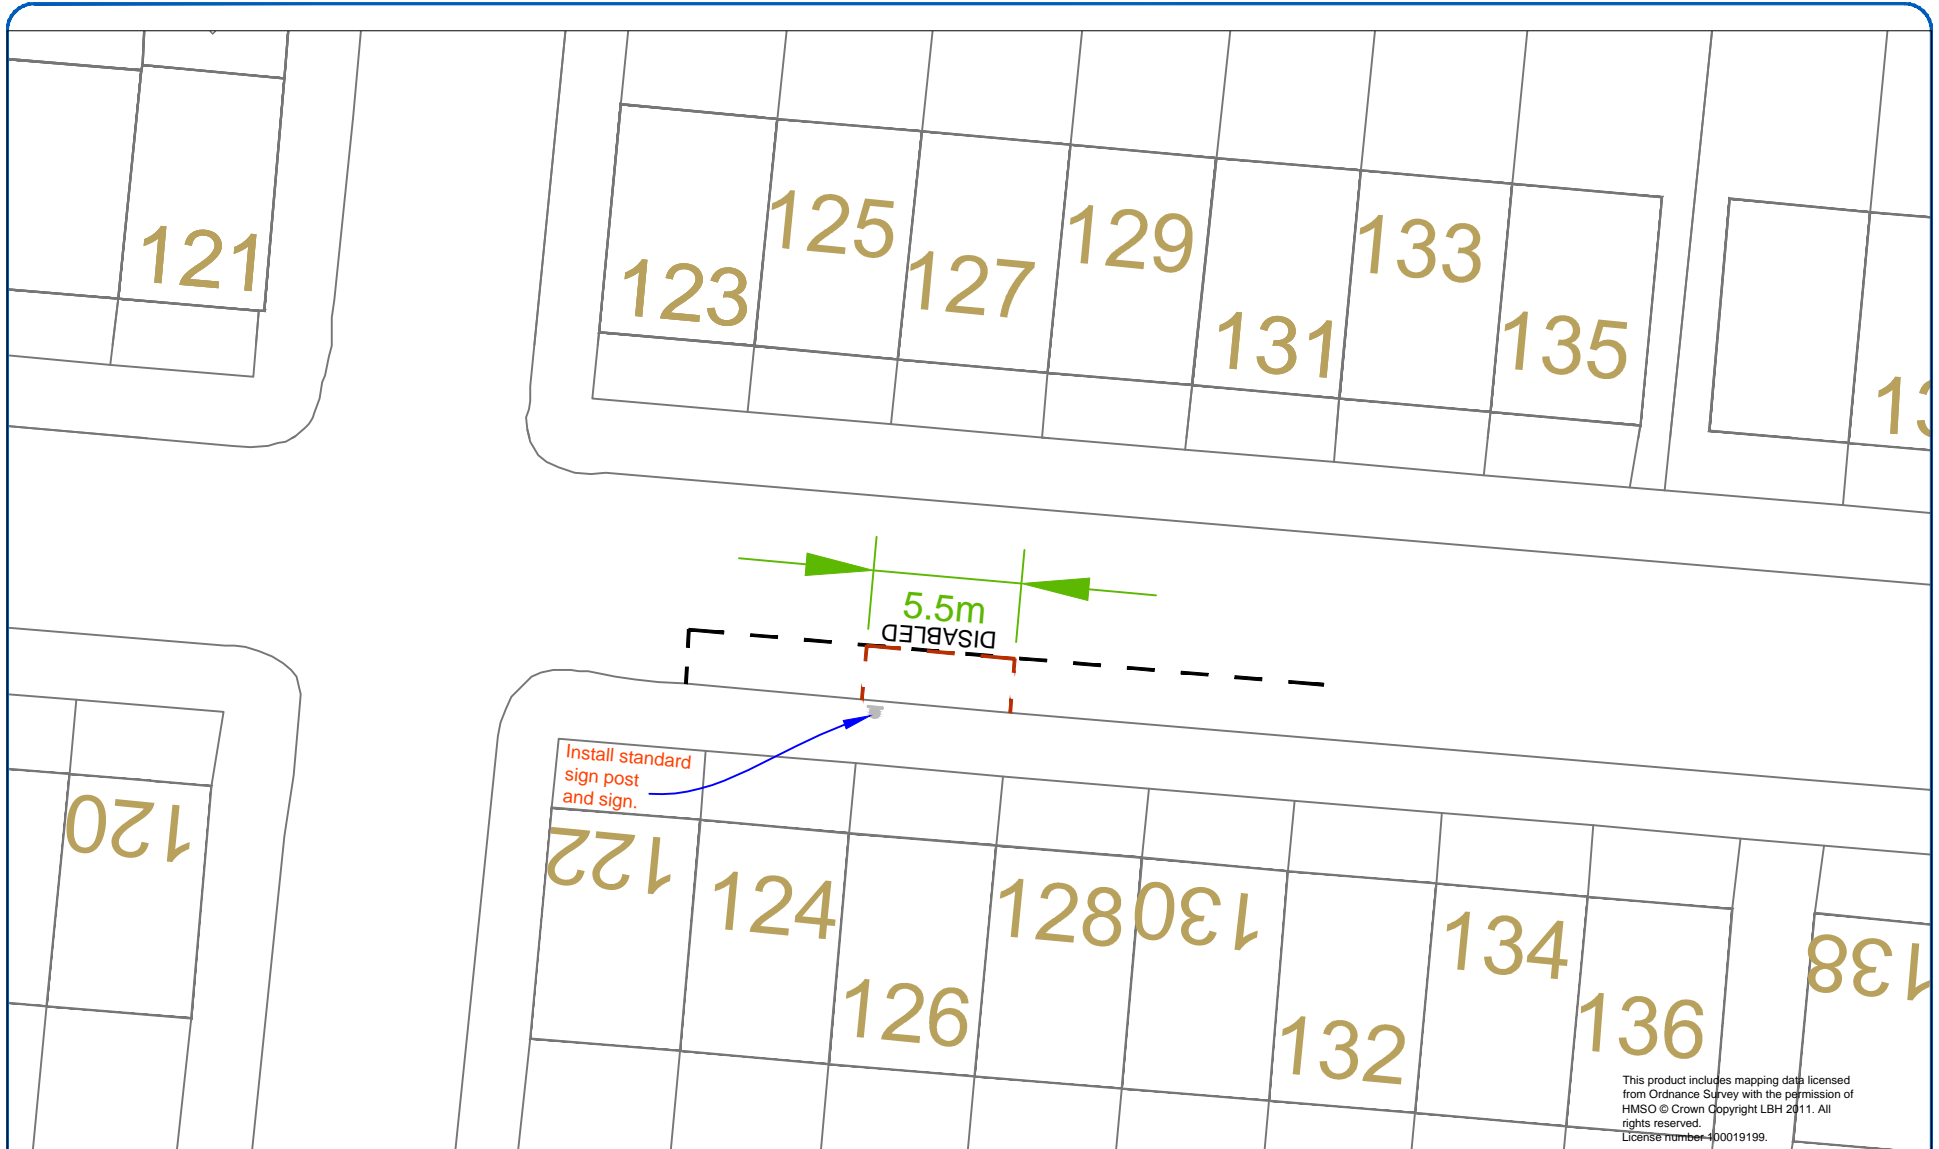 121
123
125
127
129
131
133
135
13
5.5m
DISABLED
Install standard
sign post
and sign.
120
122
124
126
128
130
132
134
136
138
This product includes mapping data licensed
from Ordnance Survey with the permission of
HMSO © Crown Copyright LBH 2011. All
rights reserved.
License number 100019199.